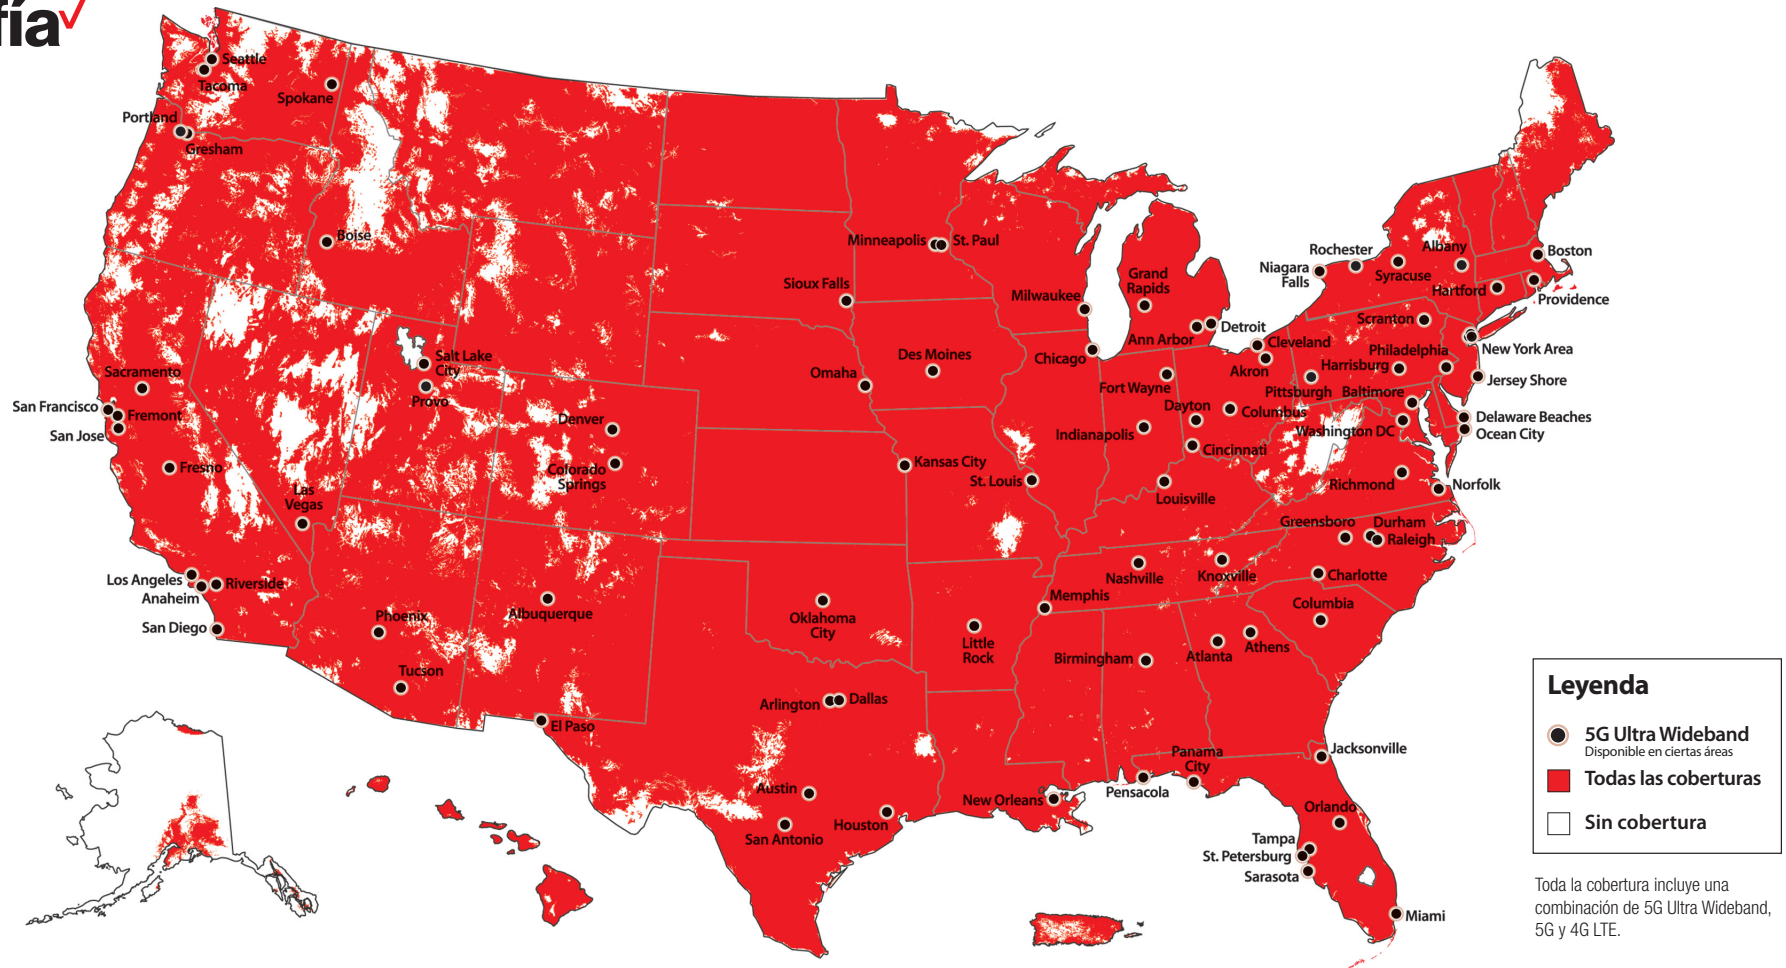 fía
Seattle
Tacoma
Spokane
Portland
Gresham
Boise
Sacramento
San Francisco
Fremont
San Jose
Fresno
Las
Vegas
Los Angeles
Riverside
Anaheim
San Diego
Salt Lake
City
Provo
Denver
Colorado
Springs
Phoenix
Tucson
Albuquerque
El Paso
Minneapolis
St. Paul
Sioux Falls
Omaha
Des Moines
Kansas City
St. Louis
Oklahoma
City
Little
Rock
Arlington
Dallas
Austin
San Antonio
Houston
New Orleans
Milwaukee
Chicago
Grand
Rapids
Ann Arbor
Detroit
Fort Wayne
Indianapolis
Dayton
Columbus
Cincinnati
Louisville
Cleveland
Akron
Pittsburgh
Nashville
Knoxville
Memphis
Birmingham
Atlanta
Athens
Columbia
Charlotte
Greensboro
Durham
Raleigh
Richmond
Norfolk
Washington DC
Baltimore
Harrisburg
Philadelphia
Scranton
Niagara
Falls
Rochester
Syracuse
Albany
Hartford
Boston
Providence
New York Area
Jersey Shore
Delaware Beaches
Ocean City
Pensacola
Panama
City
Jacksonville
Orlando
Tampa
St. Petersburg
Sarasota
Miami
Leyenda
5G Ultra Wideband
Disponible en ciertas áreas
Todas las coberturas
Sin cobertura
Toda la cobertura incluye una
combinación de 5G Ultra Wideband,
5G y 4G LTE.